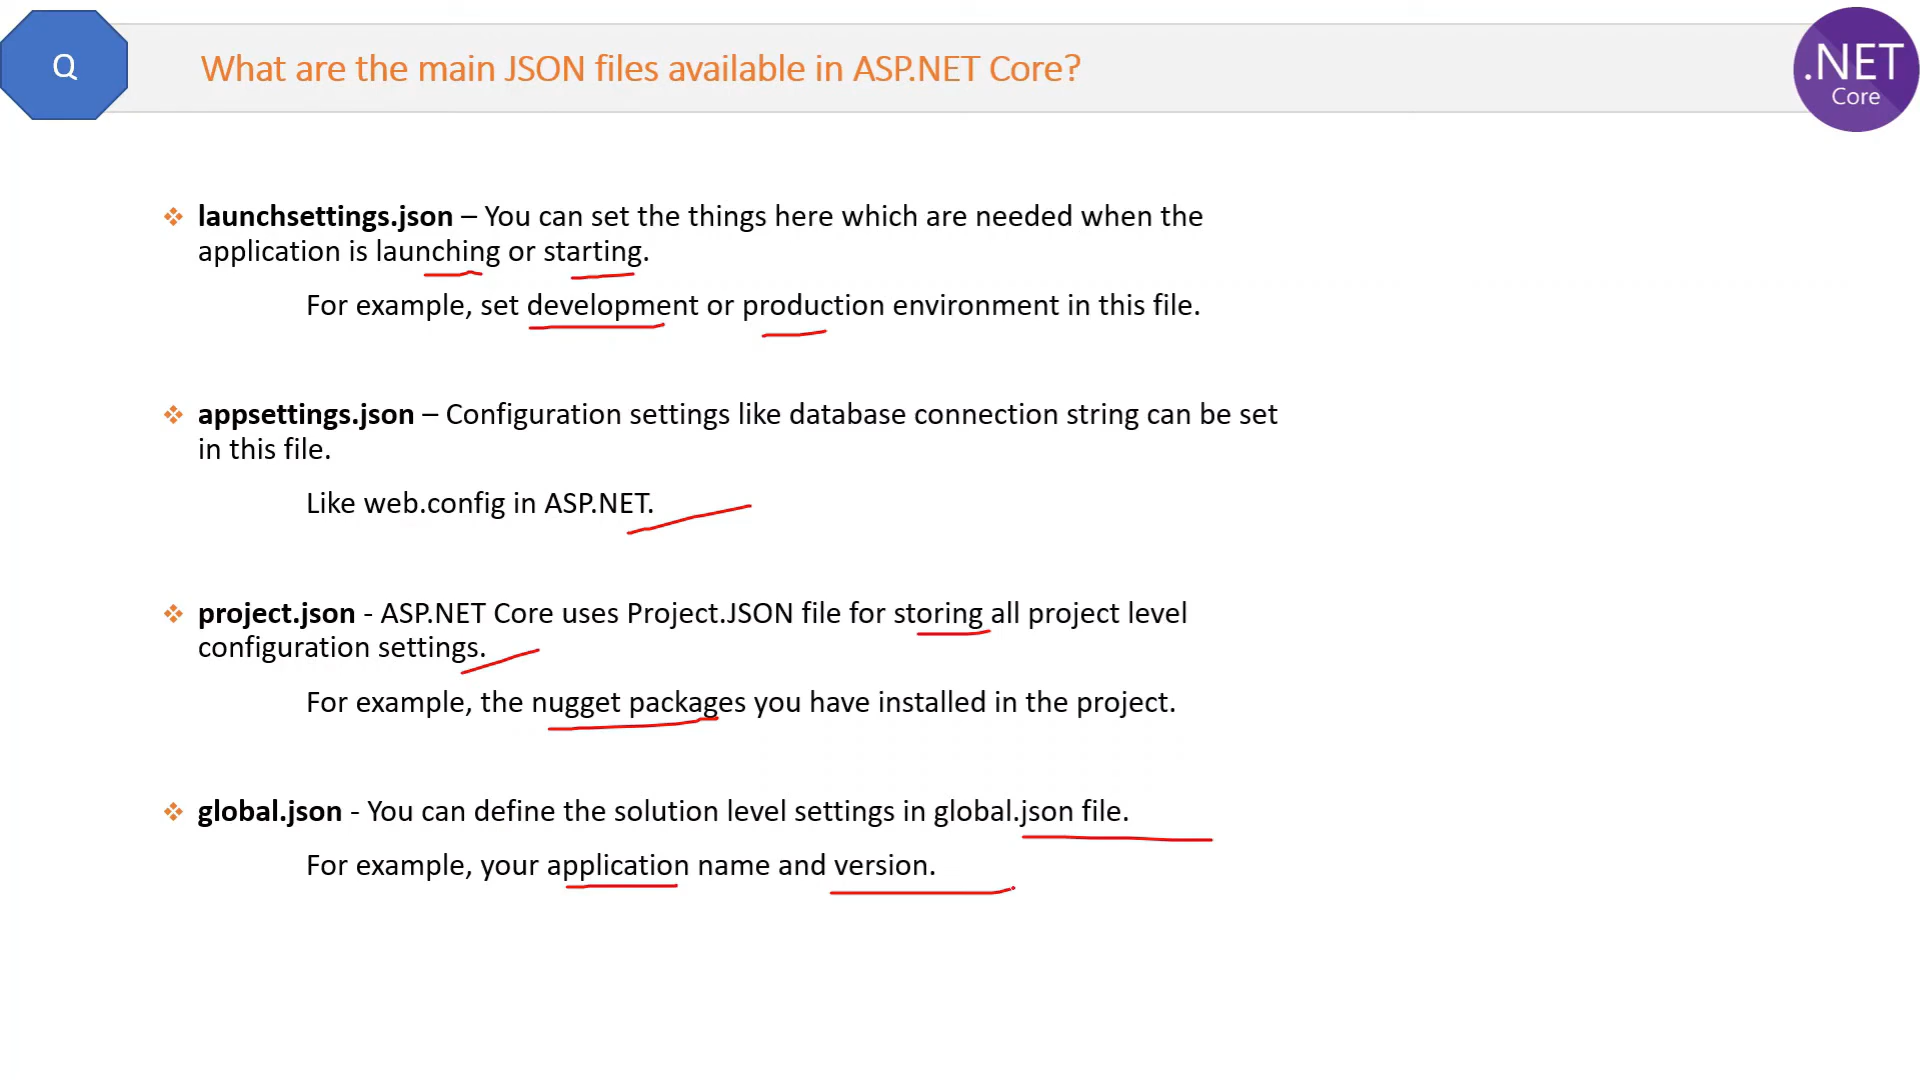 Q
What are the main JSON files available in ASP.NET Core?
.NET
Core
launchsettings.json – You can set the things here which are needed when the
application is launching or starting.
For example, set development or production environment in this file.
appsettings.json – Configuration settings like database connection string can be set
in this file.
Like web.config in ASP.NET.
project.json - ASP.NET Core uses Project.JSON file for storing all project level
configuration settings.
For example, the nugget packages you have installed in the project.
global.json - You can define the solution level settings in global.json file.
For example, your application name and version.